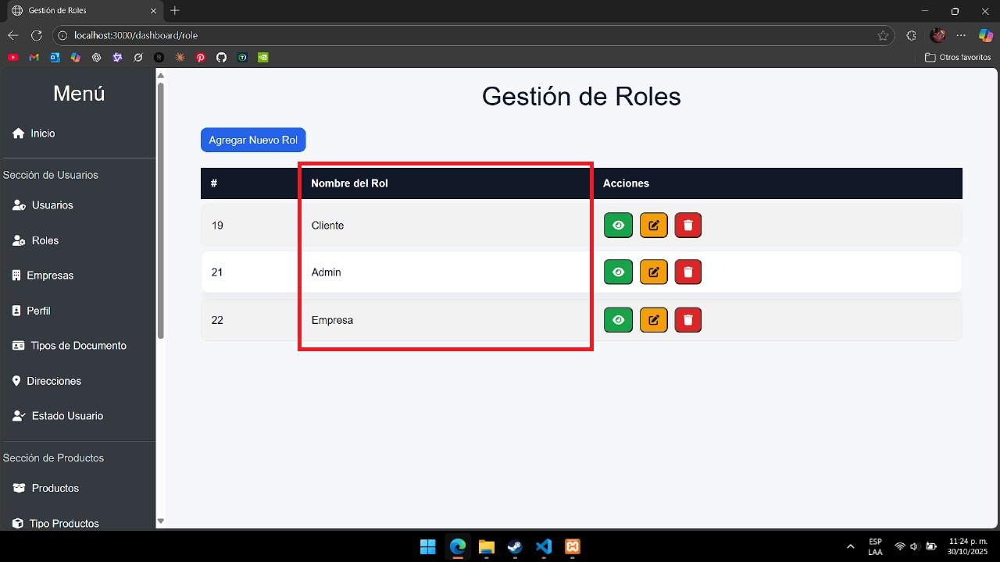 Gestión de Roles
localhost:3000/dashboard/role
Otros favoritos
Menú
Inicio
Sección de Usuarios
Usuarios
Roles
Empresas
Perfil
Tipos de Documento
Direcciones
Estado Usuario
Sección de Productos
Productos
Tipo Productos
Gestión de Roles
Agregar Nuevo Rol
# Nombre del Rol Acciones
19 Cliente
21 Admin
22 Empresa
ESP
LAA
11:24 p. m.
30/10/2025